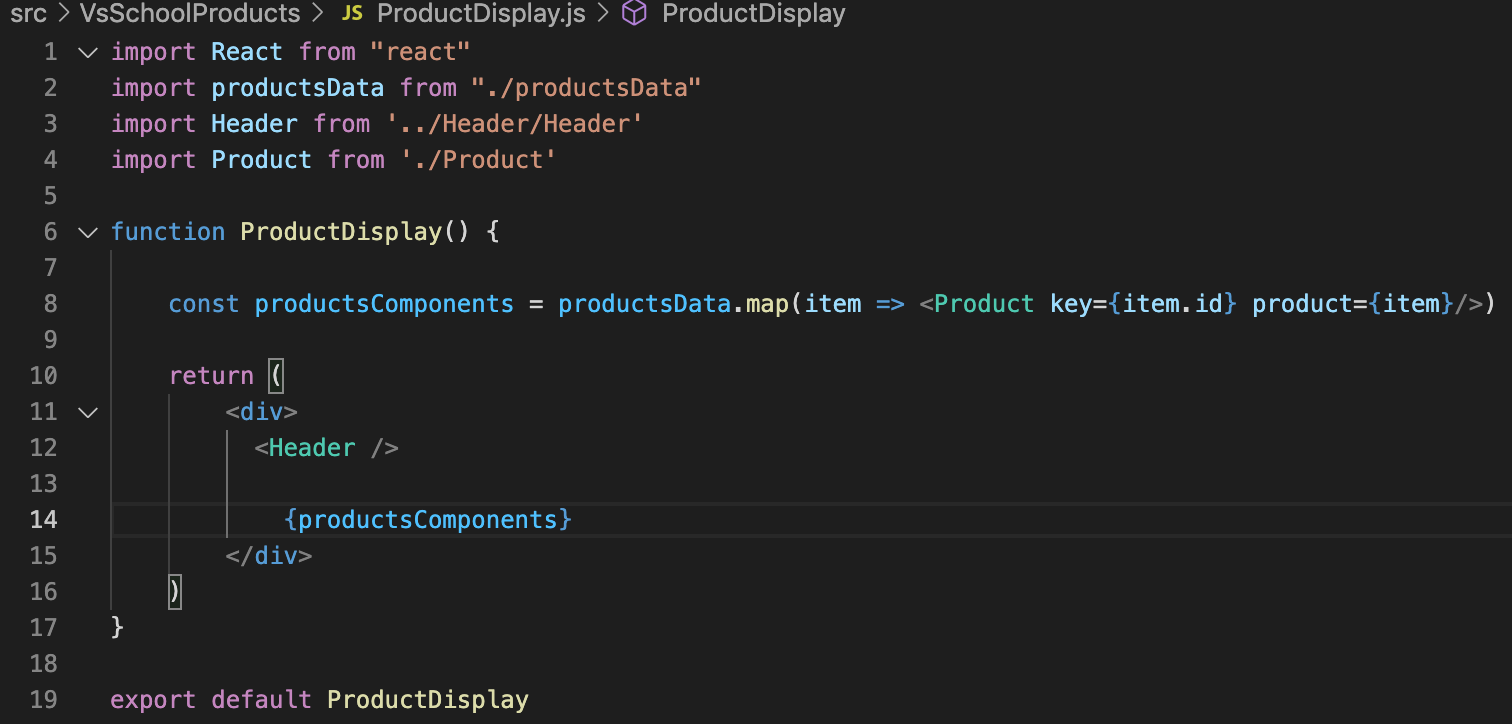 src > VsSchoolProducts > JS ProductDisplay.js > ProductDisplay
1 import React from "react"
2 import productsData from "./productsData"
3 import Header from '../Header/Header'
4 import Product from './Product'
5
6 function ProductDisplay() {
7
8     const productsComponents = productsData.map(item => <Product key={item.id} product={item}/>)
9
10     return (
11         <div>
12           <Header />
13
14             {productsComponents}
15         </div>
16     )
17 }
18
19 export default ProductDisplay